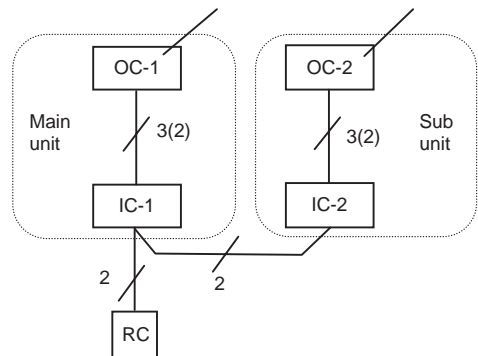 OC-1
OC-2
Main
unit
3(2)
3(2)
Sub
unit
IC-1
IC-2
2
2
RC